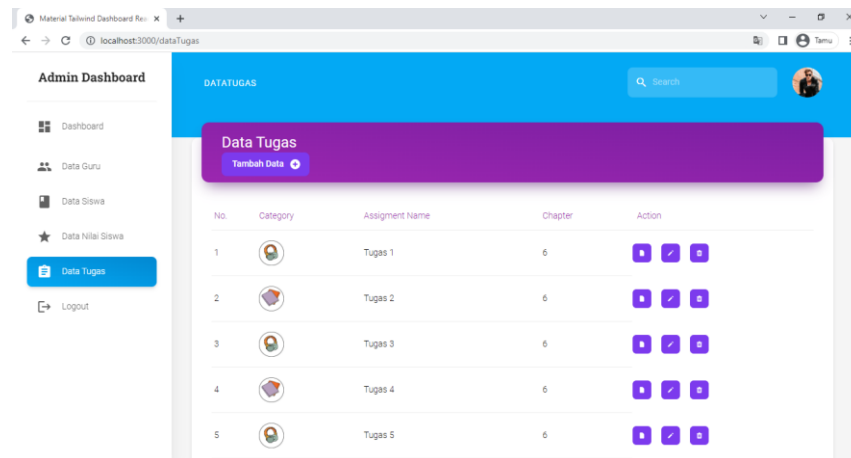 Material Tailwind Dashboard Rea
localhost:3000/dataTugas
Tamu
Admin Dashboard
DATATUGAS
Search
Dashboard
Data Guru
Data Siswa
Data Nilai Siswa
Data Tugas
Logout
Data Tugas
Tambah Data
No. Category Assigment Name Chapter Action
1 Tugas 1 6
2 Tugas 2 6
3 Tugas 3 6
4 Tugas 4 6
5 Tugas 5 6